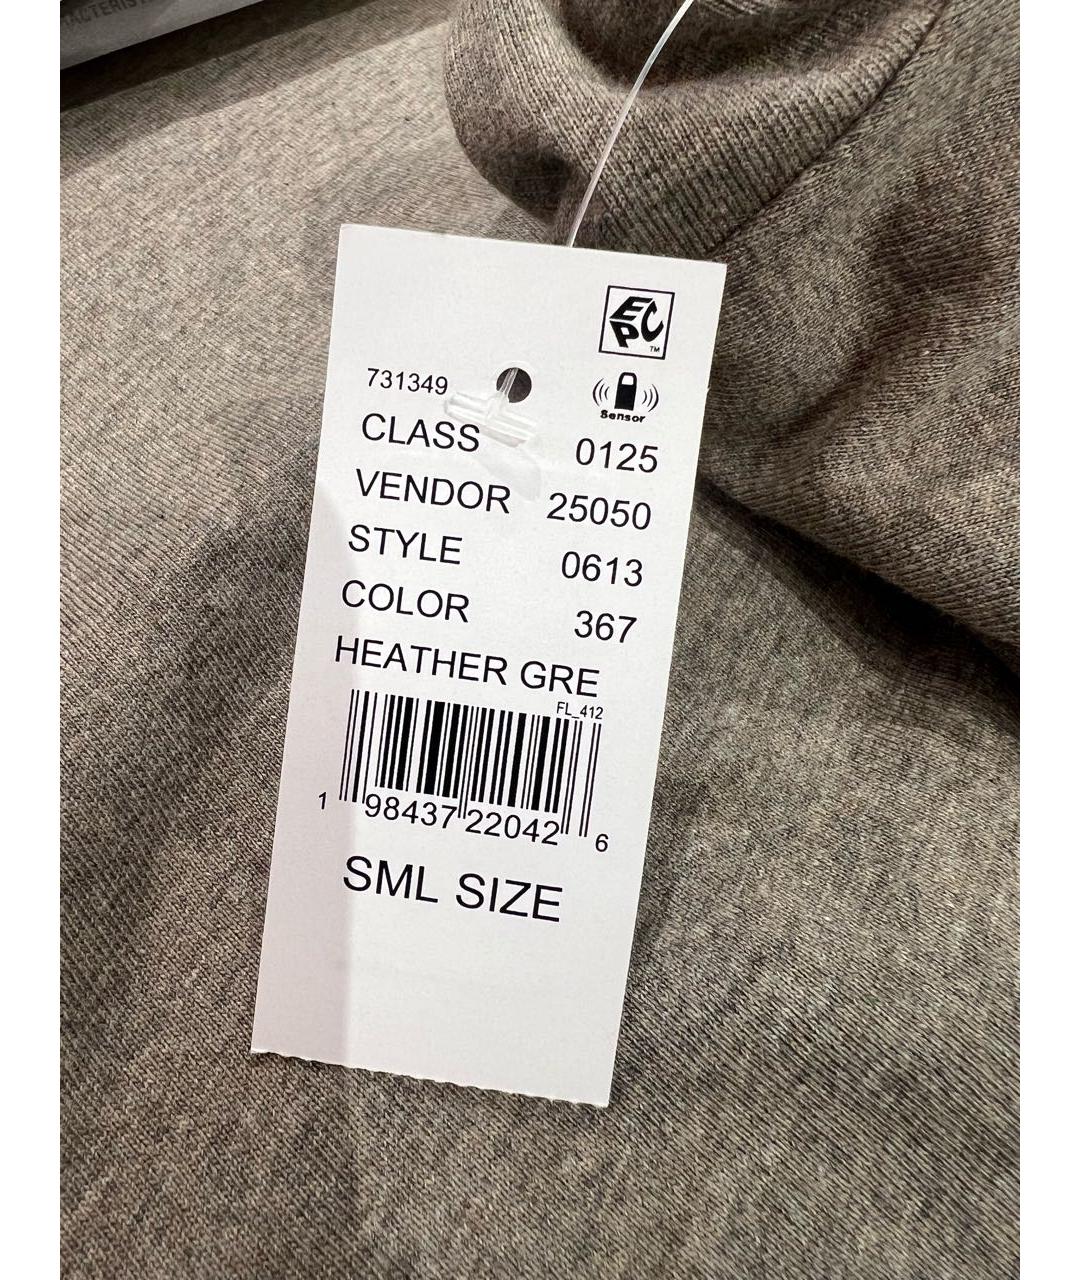 EPC
TM
731349
Sensor
CLASS 0125
VENDOR 25050
STYLE 0613
COLOR 367
HEATHER GRE
FL_412
1 98437 22042 6
SML SIZE